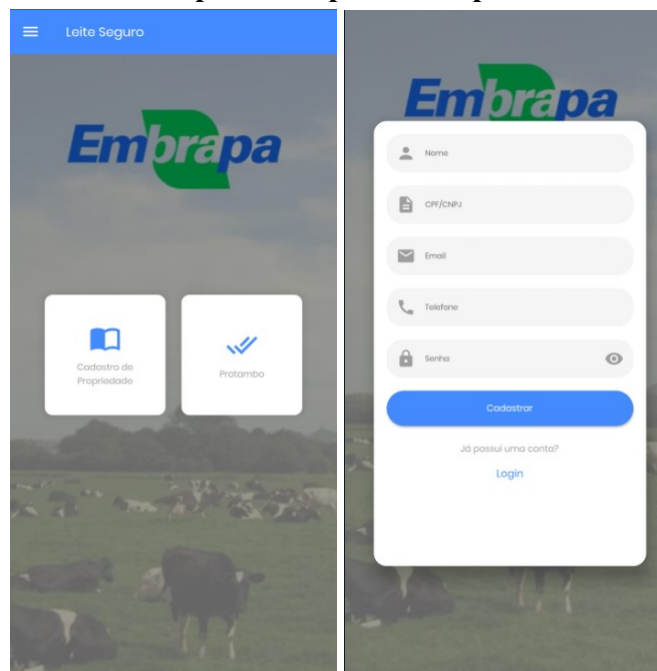 Leite Seguro
Embrapa
Cadastro de
Propriedade
Protambo
Embrapa
Nome
CPF/CNPJ
Email
Telefone
Senha
Cadastrar
Já possui uma conta?
Login